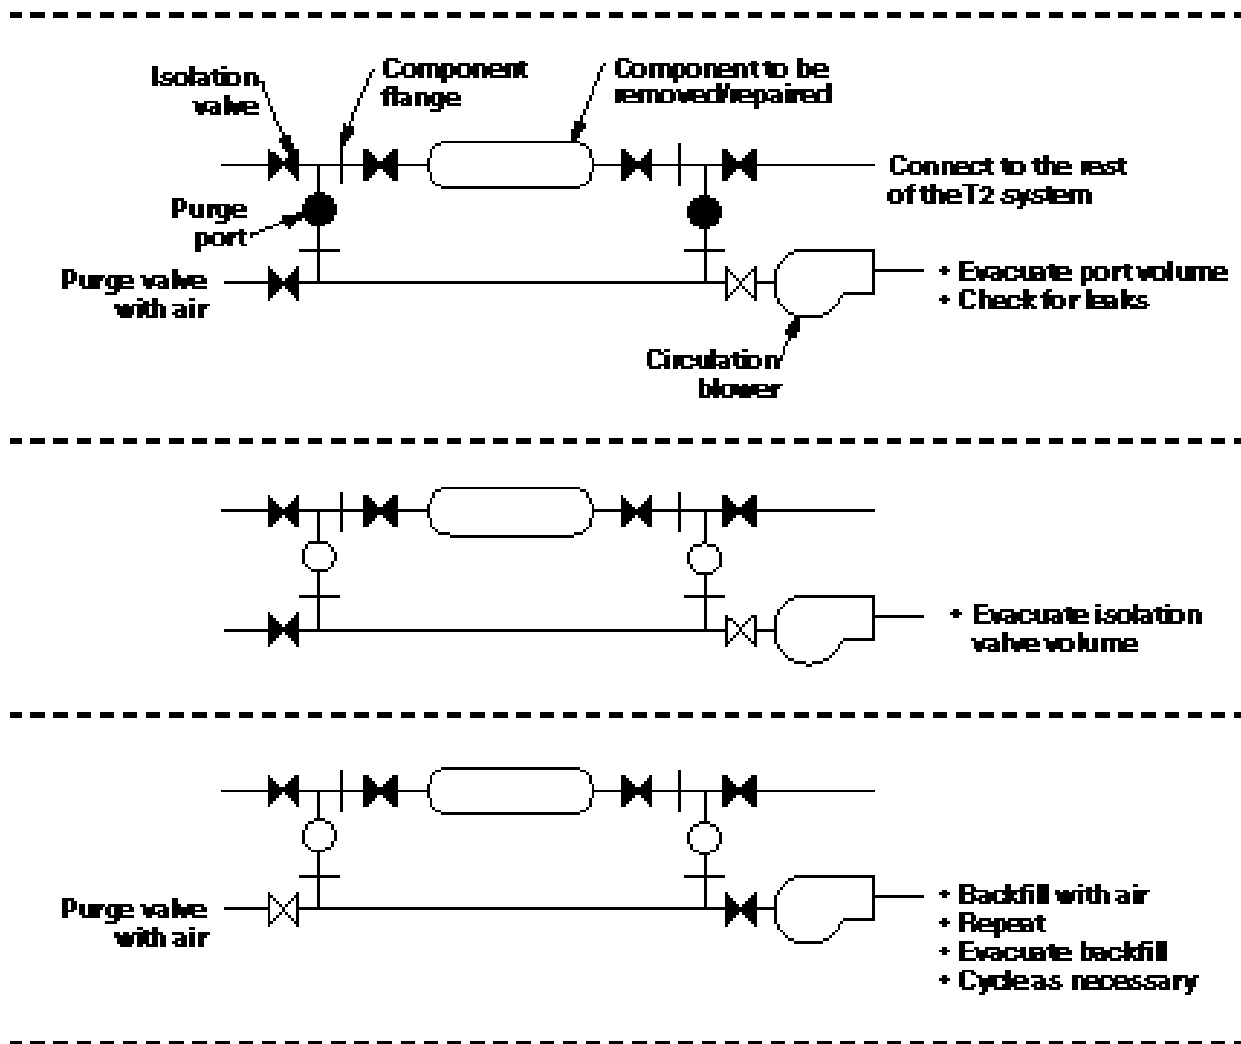 Isolation
valve
Component
flange
Component to be
removed/repaired
Connect to the rest
of the T2 system
Purge
port
Purge valve
with air
• Evacuate port volume
• Check for leaks
Circulation
blower
• Evacuate isolation
valve volume
Purge valve
with air
• Backfill with air
• Repeat
• Evacuate backfill
• Cycle as necessary